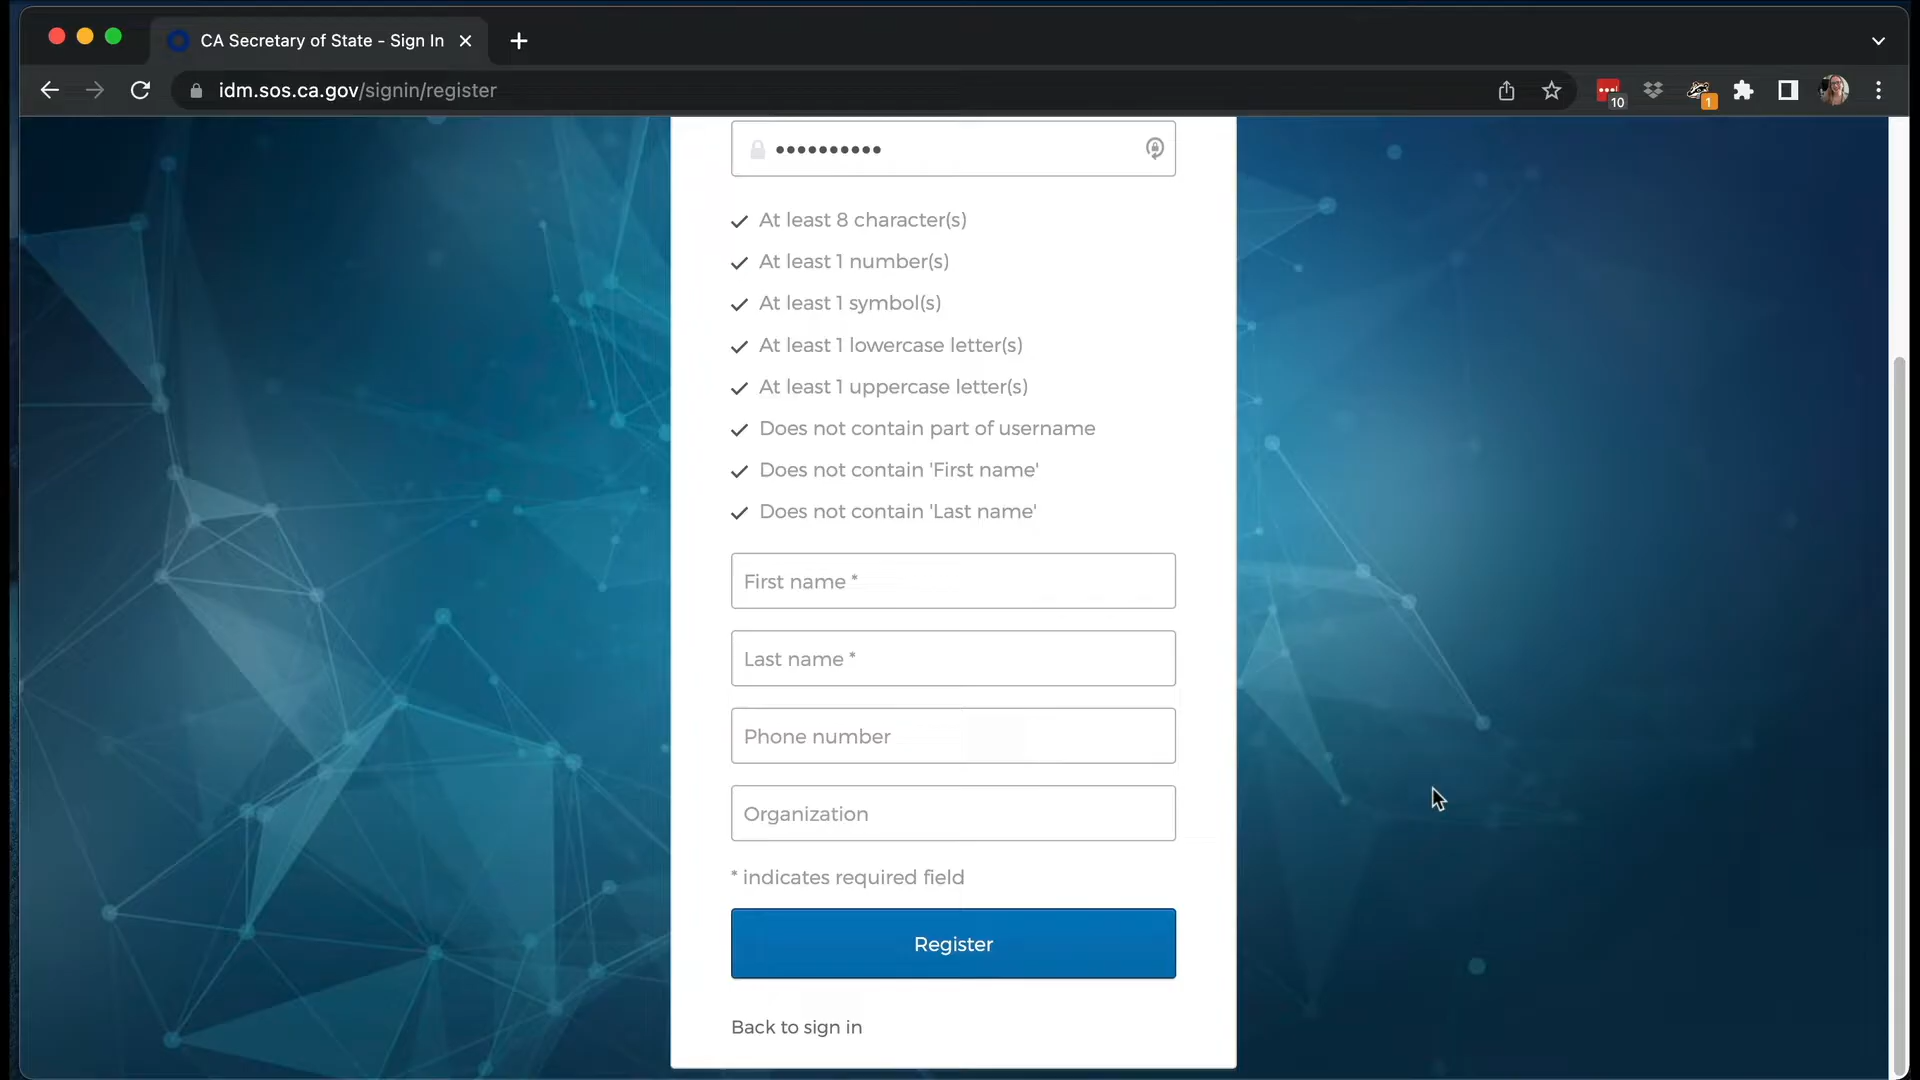 CA Secretary of State - Sign In
idm.sos.ca.gov/signin/register
10
1
••••••••••
At least 8 character(s)
At least 1 number(s)
At least 1 symbol(s)
At least 1 lowercase letter(s)
At least 1 uppercase letter(s)
Does not contain part of username
Does not contain 'First name'
Does not contain 'Last name'
First name *
Last name *
Phone number
Organization
* indicates required field
Register
Back to sign in